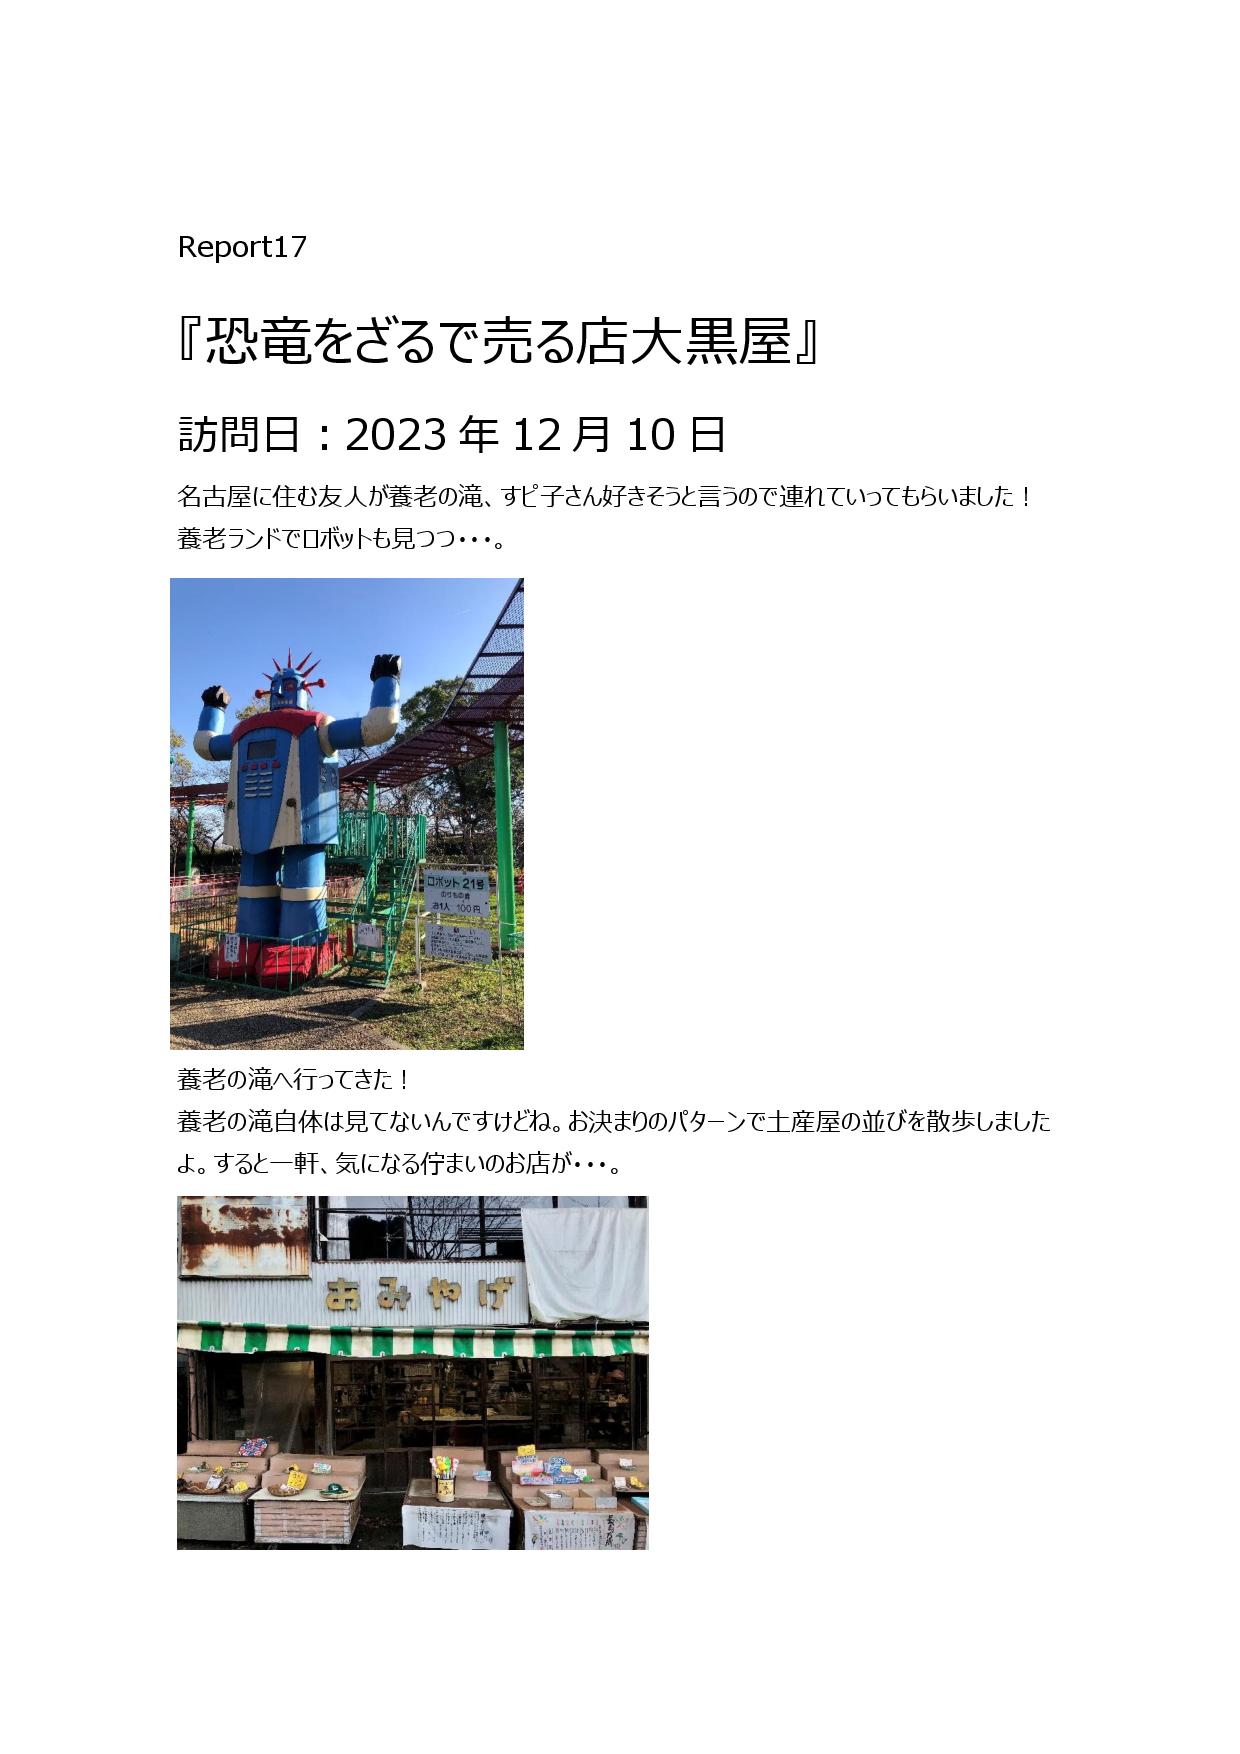 Report17
『恐竜をざるで売る店大黒屋』
訪問日：2023年12月10日
名古屋に住む友人が養老の滝、すピ子さん好きそうと言うので連れていってもらいました！
養老ランドでロボットも見つつ・・・。
ロボット21号
のりもの券
お1人 100円
養老の滝へ行ってきた！
養老の滝自体は見てないんですけどね。お決まりのパターンで土産屋の並びを散歩しました
よ。すると一軒、気になる佇まいのお店が・・・。
おみやげ